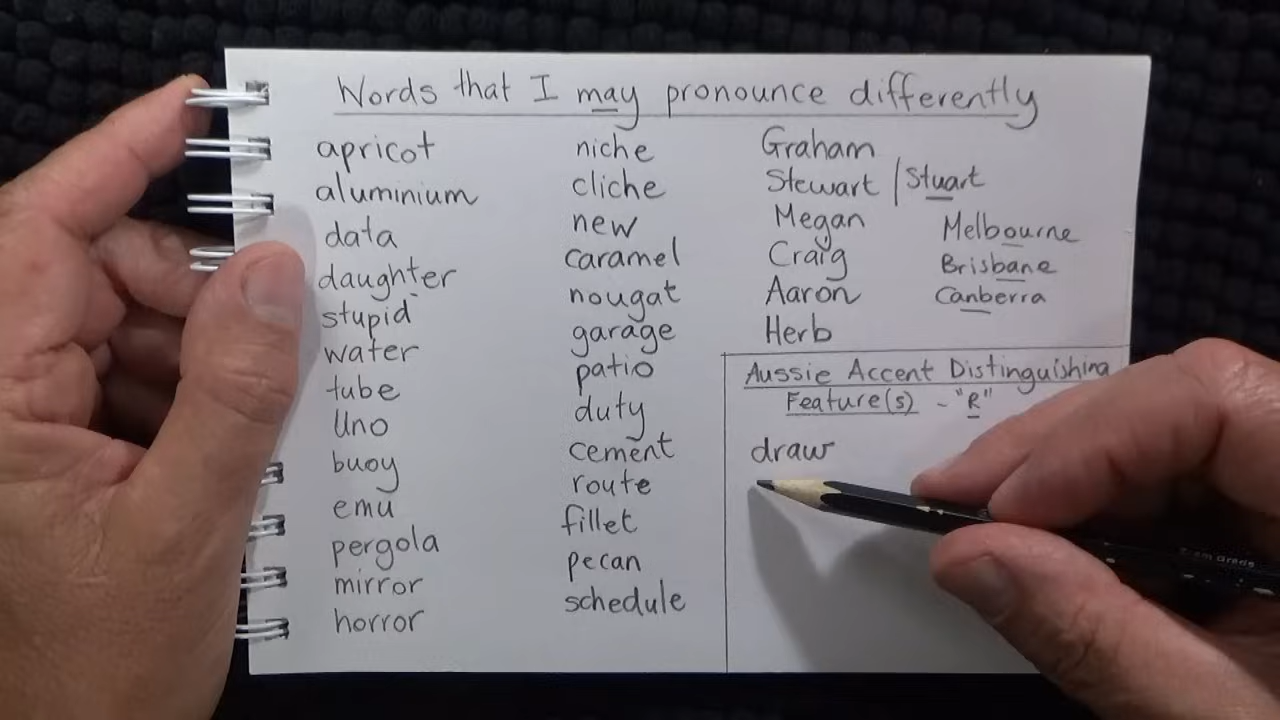 Words that I may pronounce differently
apricot
aluminium
data
daughter
stupid
water
tube
Uno
buoy
emu
pergola
mirror
horror
niche
cliche
new
caramel
nougat
garage
patio
duty
cement
route
fillet
pecan
schedule
Graham
Stewart / Stuart
Megan
Craig
Aaron
Herb
Melbourne
Brisbane
Canberra
Aussie Accent Distinguishing
Feature(s) - "R"
draw